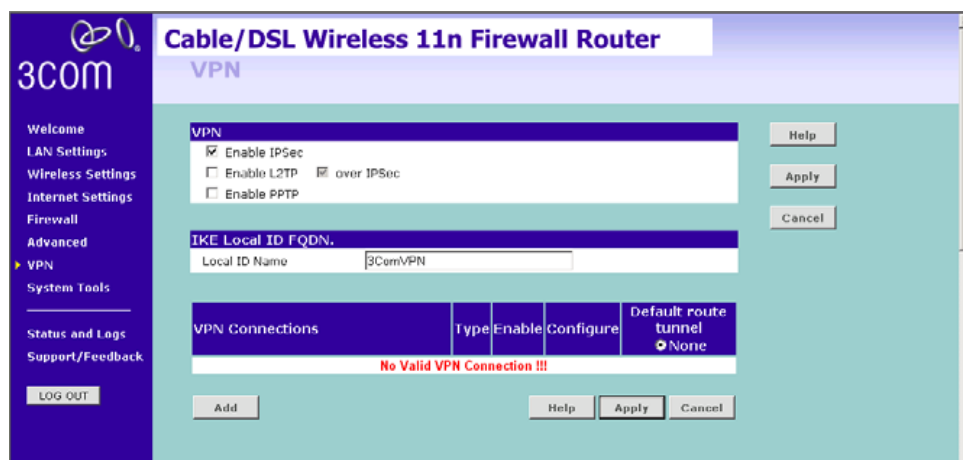 3COM
Cable/DSL Wireless 11n Firewall Router
VPN
Welcome
LAN Settings
Wireless Settings
Internet Settings
Firewall
Advanced
VPN
System Tools
Status and Logs
Support/Feedback
LOG OUT
VPN
Enable IPSec
Enable L2TP over IPSec
Enable PPTP
IKE Local ID FQDN.
Local ID Name 3ComVPN
VPN Connections Type Enable Configure Default route tunnel None
No Valid VPN Connection !!!
Add Help Apply Cancel
Help
Apply
Cancel